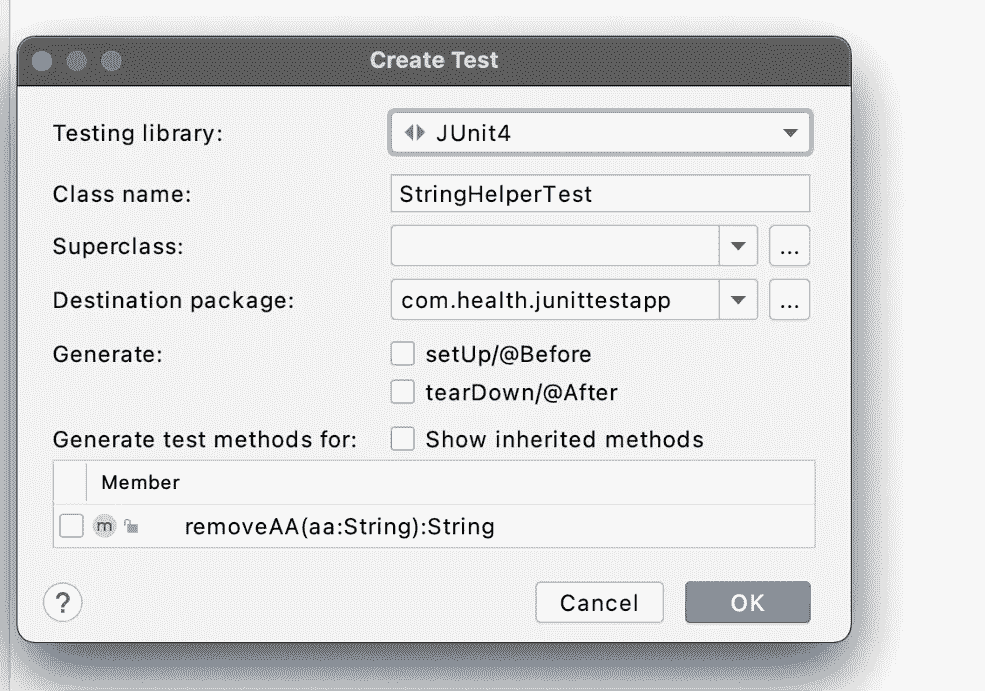 Create Test
Testing library: JUnit4
Class name: StringHelperTest
Superclass: ...
Destination package: com.health.junittestapp ...
Generate: setUp/@Before
tearDown/@After
Generate test methods for: Show inherited methods
Member
m removeAA(aa:String):String
? Cancel OK